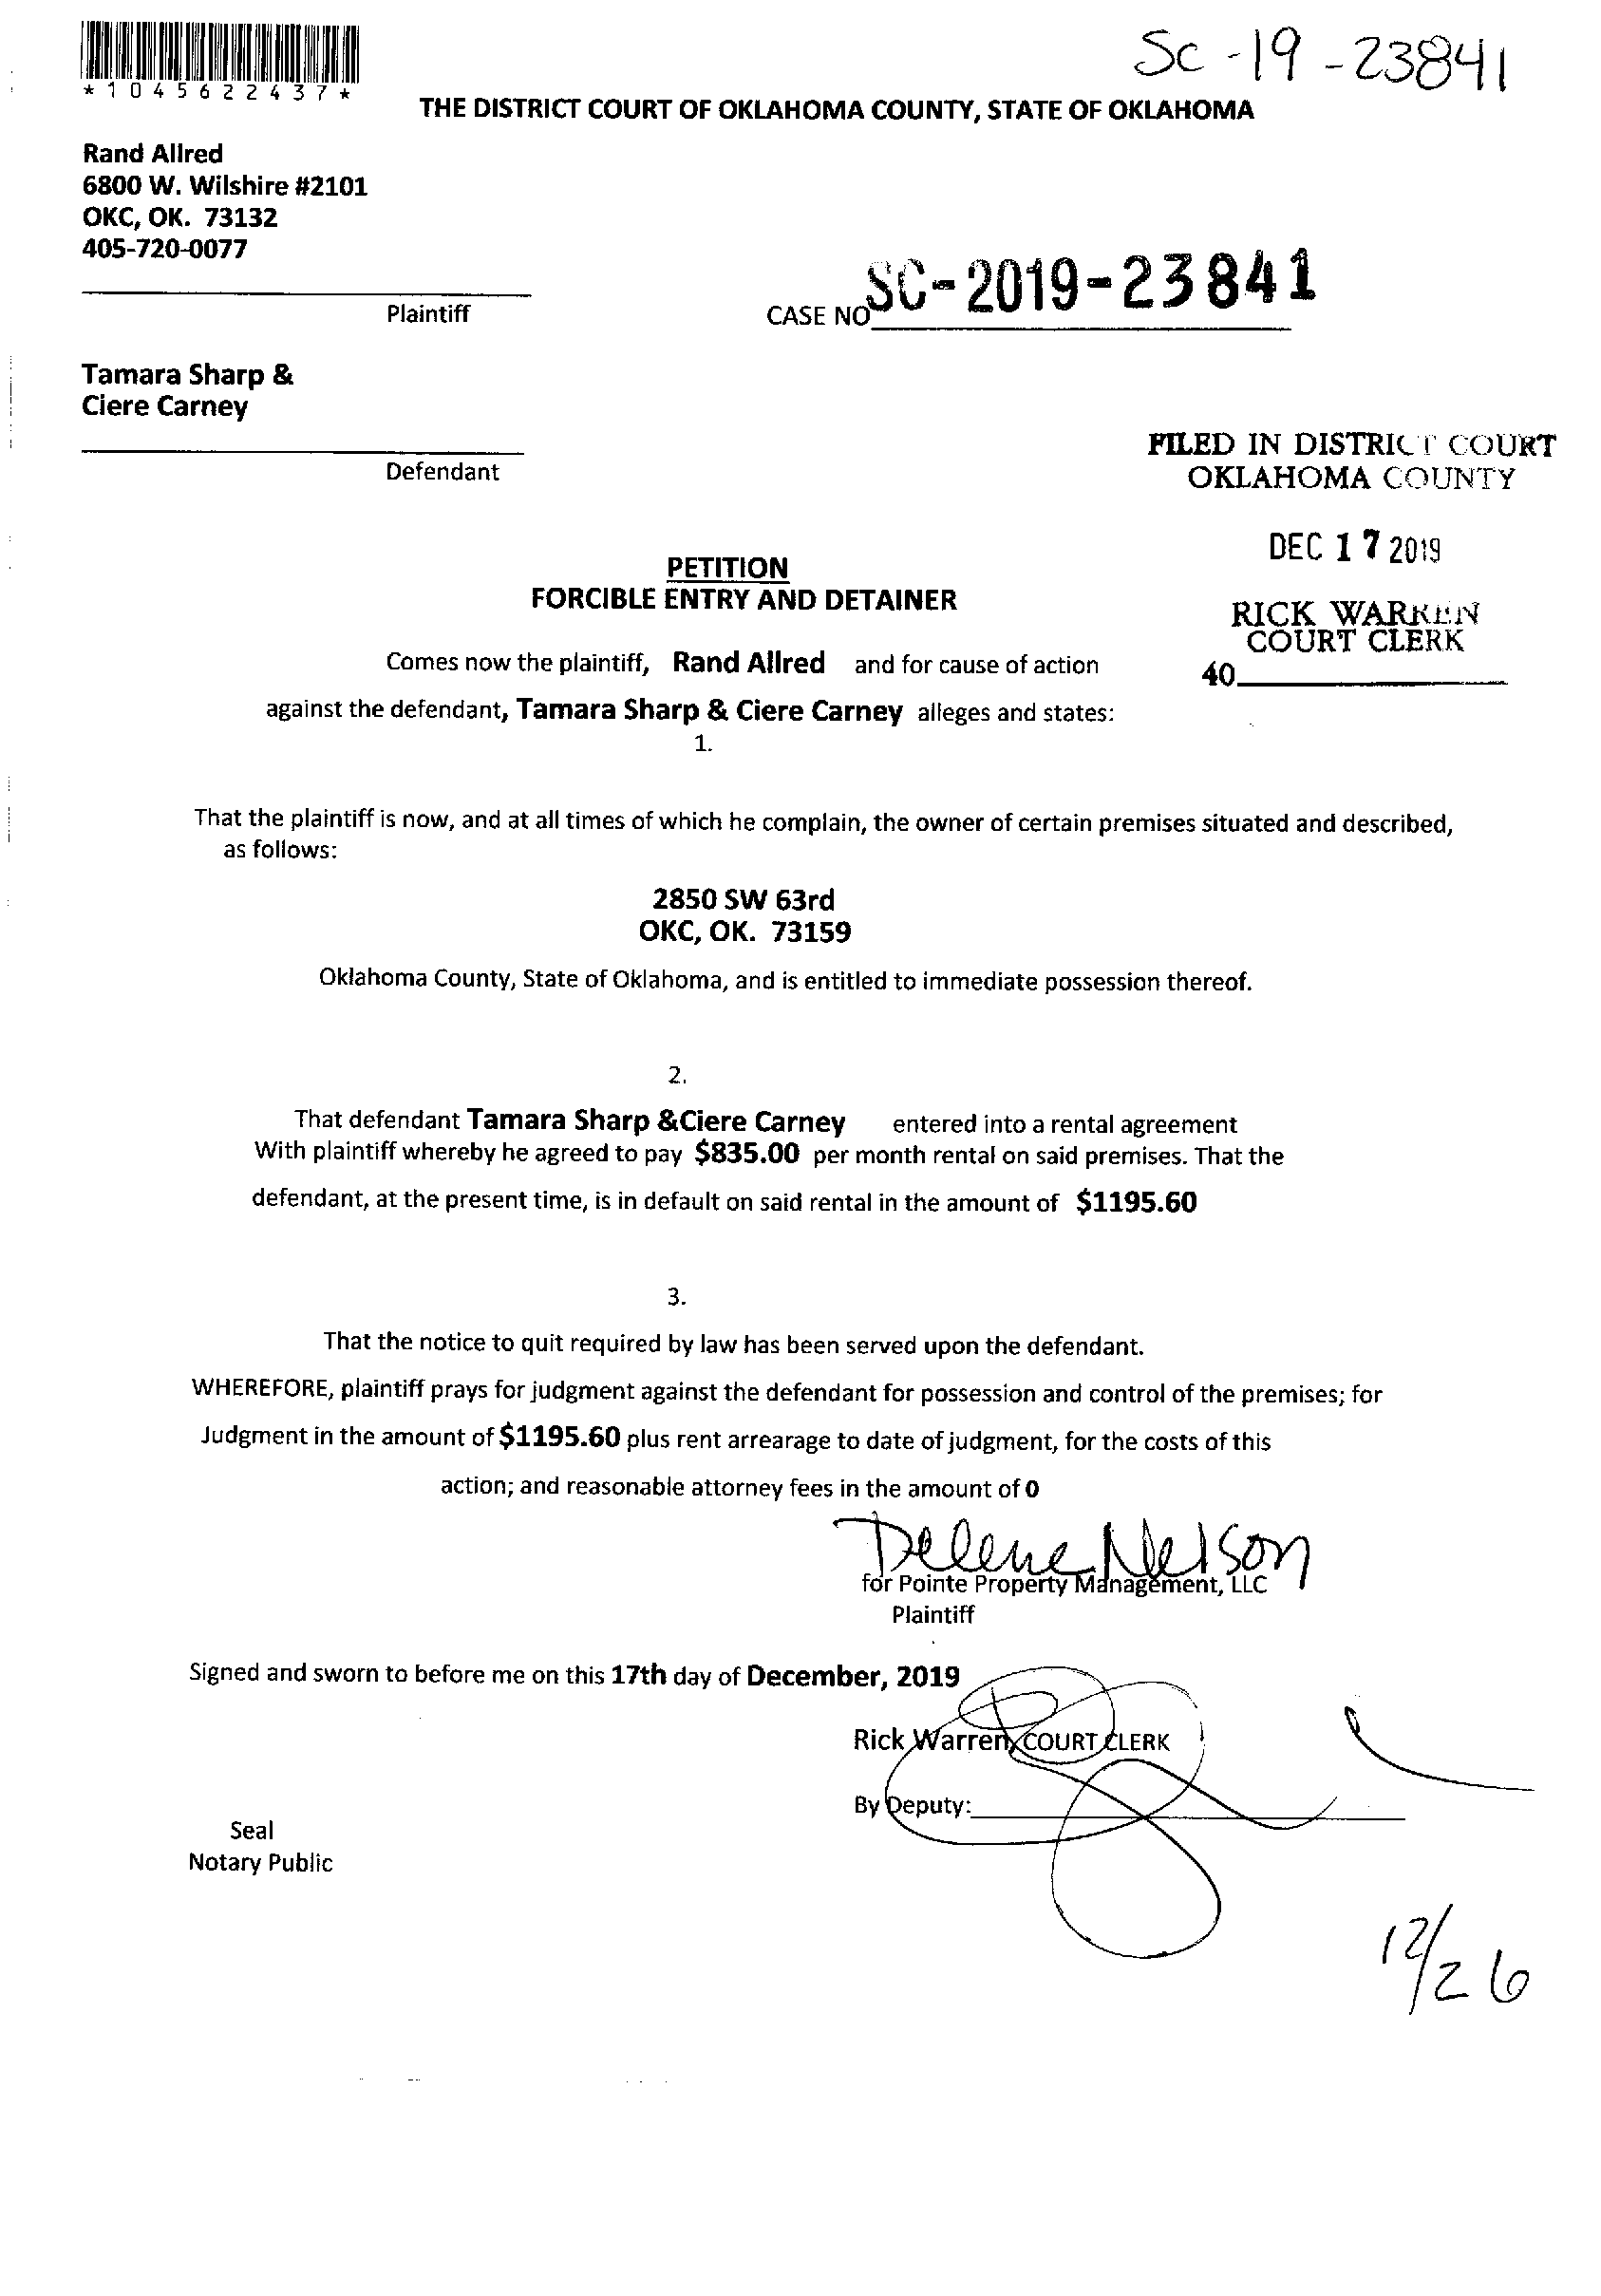 Sc-19-23841
*1045622437*
THE DISTRICT COURT OF OKLAHOMA COUNTY, STATE OF OKLAHOMA
Rand Allred
6800 W. Wilshire #2101
OKC, OK. 73132
405-720-0077
Plaintiff
CASE NO SC-2019-23841
Tamara Sharp &
Ciere Carney
Defendant
FILED IN DISTRICT COURT
OKLAHOMA COUNTY
DEC 17 2019
RICK WARREN
COURT CLERK
40
PETITION
FORCIBLE ENTRY AND DETAINER
Comes now the plaintiff, Rand Allred and for cause of action
against the defendant, Tamara Sharp & Ciere Carney alleges and states:
1.
That the plaintiff is now, and at all times of which he complain, the owner of certain premises situated and described,
as follows:
2850 SW 63rd
OKC, OK. 73159
Oklahoma County, State of Oklahoma, and is entitled to immediate possession thereof.
2.
That defendant Tamara Sharp &Ciere Carney entered into a rental agreement
With plaintiff whereby he agreed to pay $835.00 per month rental on said premises. That the
defendant, at the present time, is in default on said rental in the amount of $1195.60
3.
That the notice to quit required by law has been served upon the defendant.
WHEREFORE, plaintiff prays for judgment against the defendant for possession and control of the premises; for
Judgment in the amount of $1195.60 plus rent arrearage to date of judgment, for the costs of this
action; and reasonable attorney fees in the amount of 0
Delene Nelson
for Pointe Property Management, LLC
Plaintiff
Signed and sworn to before me on this 17th day of December, 2019
Rick Warren, COURT CLERK
By Deputy:
Seal
Notary Public
12/26